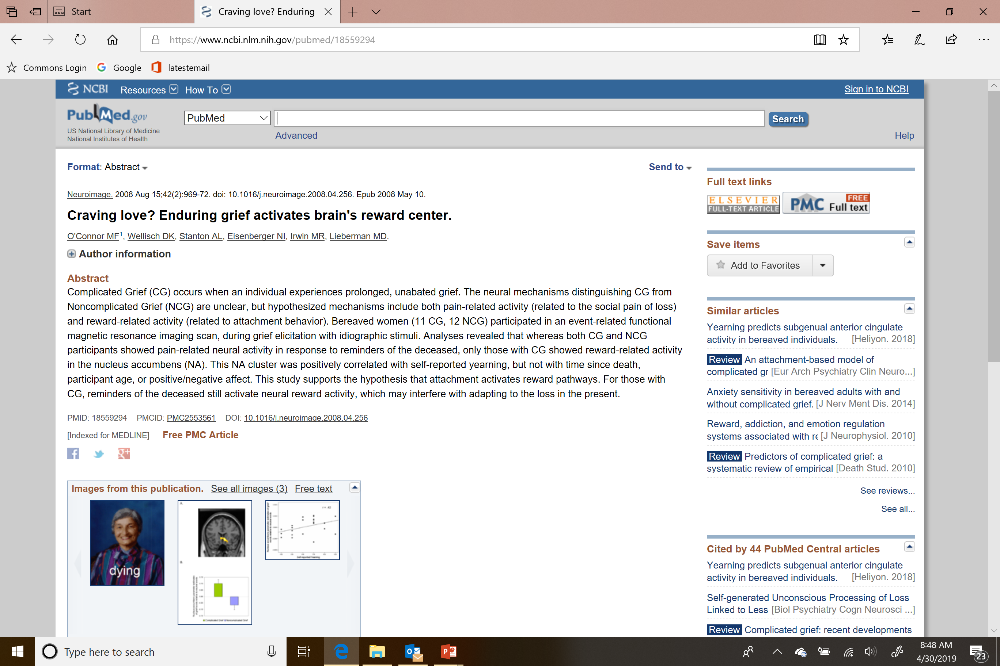 Start
Craving love? Enduring
https://www.ncbi.nlm.nih.gov/pubmed/18559294
Commons Login
Google
latestemail
NCBI Resources How To
Sign in to NCBI
PubMed.gov
US National Library of Medicine
National Institutes of Health
PubMed
Search
Advanced
Help
Format: Abstract
Send to
Neuroimage. 2008 Aug 15;42(2):969-72. doi: 10.1016/j.neuroimage.2008.04.256. Epub 2008 May 10.
Craving love? Enduring grief activates brain's reward center.
O'Connor MF1, Wellisch DK, Stanton AL, Eisenberger NI, Irwin MR, Lieberman MD.
Author information
Abstract
Complicated Grief (CG) occurs when an individual experiences prolonged, unabated grief. The neural mechanisms distinguishing CG from
Noncomplicated Grief (NCG) are unclear, but hypothesized mechanisms include both pain-related activity (related to the social pain of loss)
and reward-related activity (related to attachment behavior). Bereaved women (11 CG, 12 NCG) participated in an event-related functional
magnetic resonance imaging scan, during grief elicitation with idiographic stimuli. Analyses revealed that whereas both CG and NCG
participants showed pain-related neural activity in response to reminders of the deceased, only those with CG showed reward-related activity
in the nucleus accumbens (NA). This NA cluster was positively correlated with self-reported yearning, but not with time since death,
participant age, or positive/negative affect. This study supports the hypothesis that attachment activates reward pathways. For those with
CG, reminders of the deceased still activate neural reward activity, which may interfere with adapting to the loss in the present.
PMID: 18559294 PMCID: PMC2553561 DOI: 10.1016/j.neuroimage.2008.04.256
[Indexed for MEDLINE] Free PMC Article
Images from this publication. See all images (3) Free text
dying
A.
r = .42
Self-reported Yearning
B.
Complicated Grief Noncomplicated Grief
Full text links
ELSEVIER
FULL-TEXT ARTICLE
PMC FREE
Full text
Save items
Add to Favorites
Similar articles
Yearning predicts subgenual anterior cingulate
activity in bereaved individuals. [Heliyon. 2018]
Review An attachment-based model of
complicated gr [Eur Arch Psychiatry Clin Neuro...]
Anxiety sensitivity in bereaved adults with and
without complicated grief. [J Nerv Ment Dis. 2014]
Reward, addiction, and emotion regulation
systems associated with re [J Neurophysiol. 2010]
Review Predictors of complicated grief: a
systematic review of empirical [Death Stud. 2010]
See reviews...
See all...
Cited by 44 PubMed Central articles
Yearning predicts subgenual anterior cingulate
activity in bereaved individuals. [Heliyon. 2018]
Self-generated Unconscious Processing of Loss
Linked to Less [Biol Psychiatry Cogn Neurosci ...]
Review Complicated grief: recent developments
Type here to search
8:48 AM
4/30/2019
23